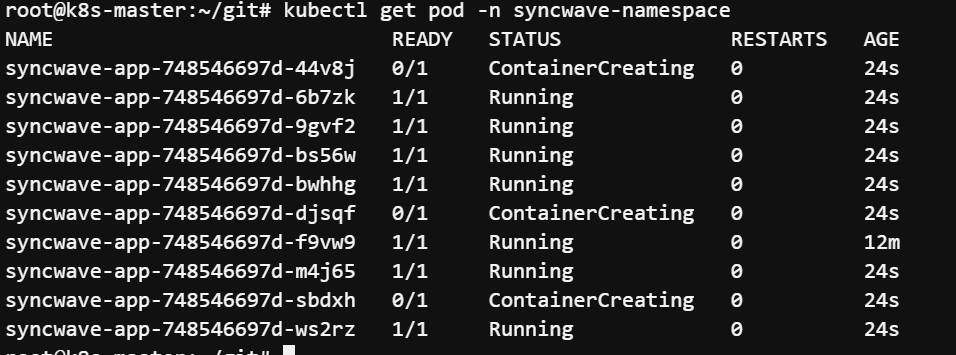 root@k8s-master:~/git# kubectl get pod -n syncwave-namespace
NAME READY STATUS RESTARTS AGE
syncwave-app-748546697d-44v8j 0/1 ContainerCreating 0 24s
syncwave-app-748546697d-6b7zk 1/1 Running 0 24s
syncwave-app-748546697d-9gvf2 1/1 Running 0 24s
syncwave-app-748546697d-bs56w 1/1 Running 0 24s
syncwave-app-748546697d-bwhhg 1/1 Running 0 24s
syncwave-app-748546697d-djsqf 0/1 ContainerCreating 0 24s
syncwave-app-748546697d-f9vw9 1/1 Running 0 12m
syncwave-app-748546697d-m4j65 1/1 Running 0 24s
syncwave-app-748546697d-sbdxh 0/1 ContainerCreating 0 24s
syncwave-app-748546697d-ws2rz 1/1 Running 0 24s
root@k8s-master:~/git#